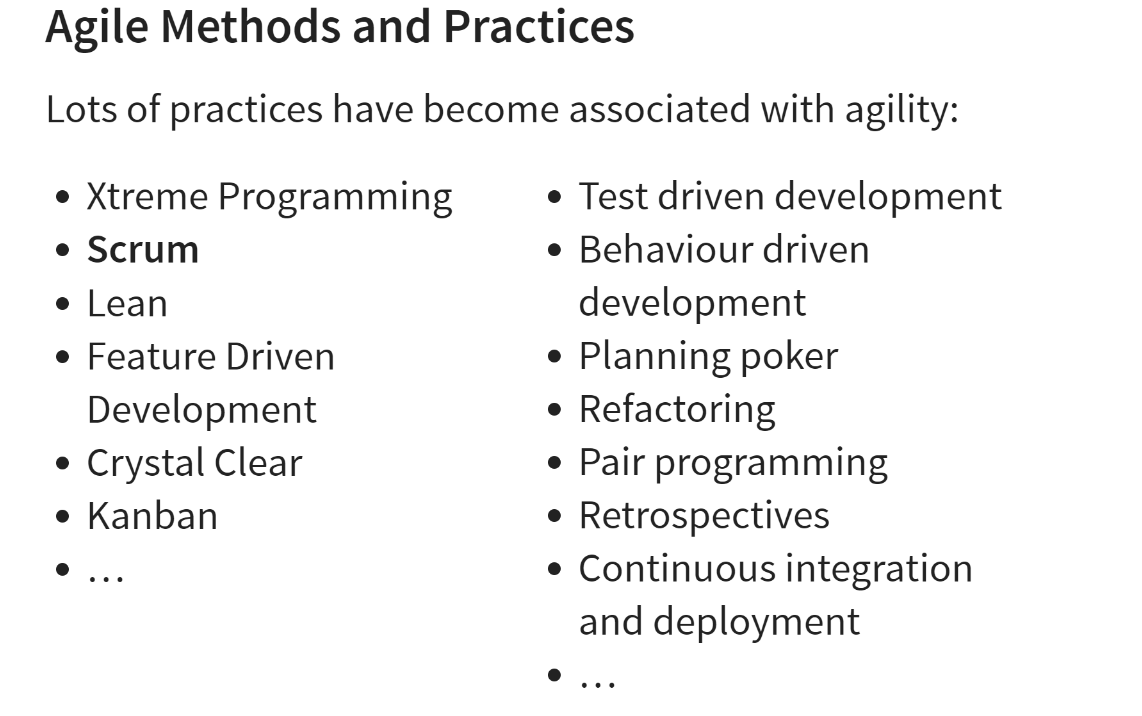 Agile Methods and Practices
Lots of practices have become associated with agility:
• Xtreme Programming
• Scrum
• Lean
• Feature Driven
Development
• Crystal Clear
• Kanban
• ...
• Test driven development
• Behaviour driven
development
• Planning poker
• Refactoring
• Pair programming
• Retrospectives
• Continuous integration
and deployment
• ...